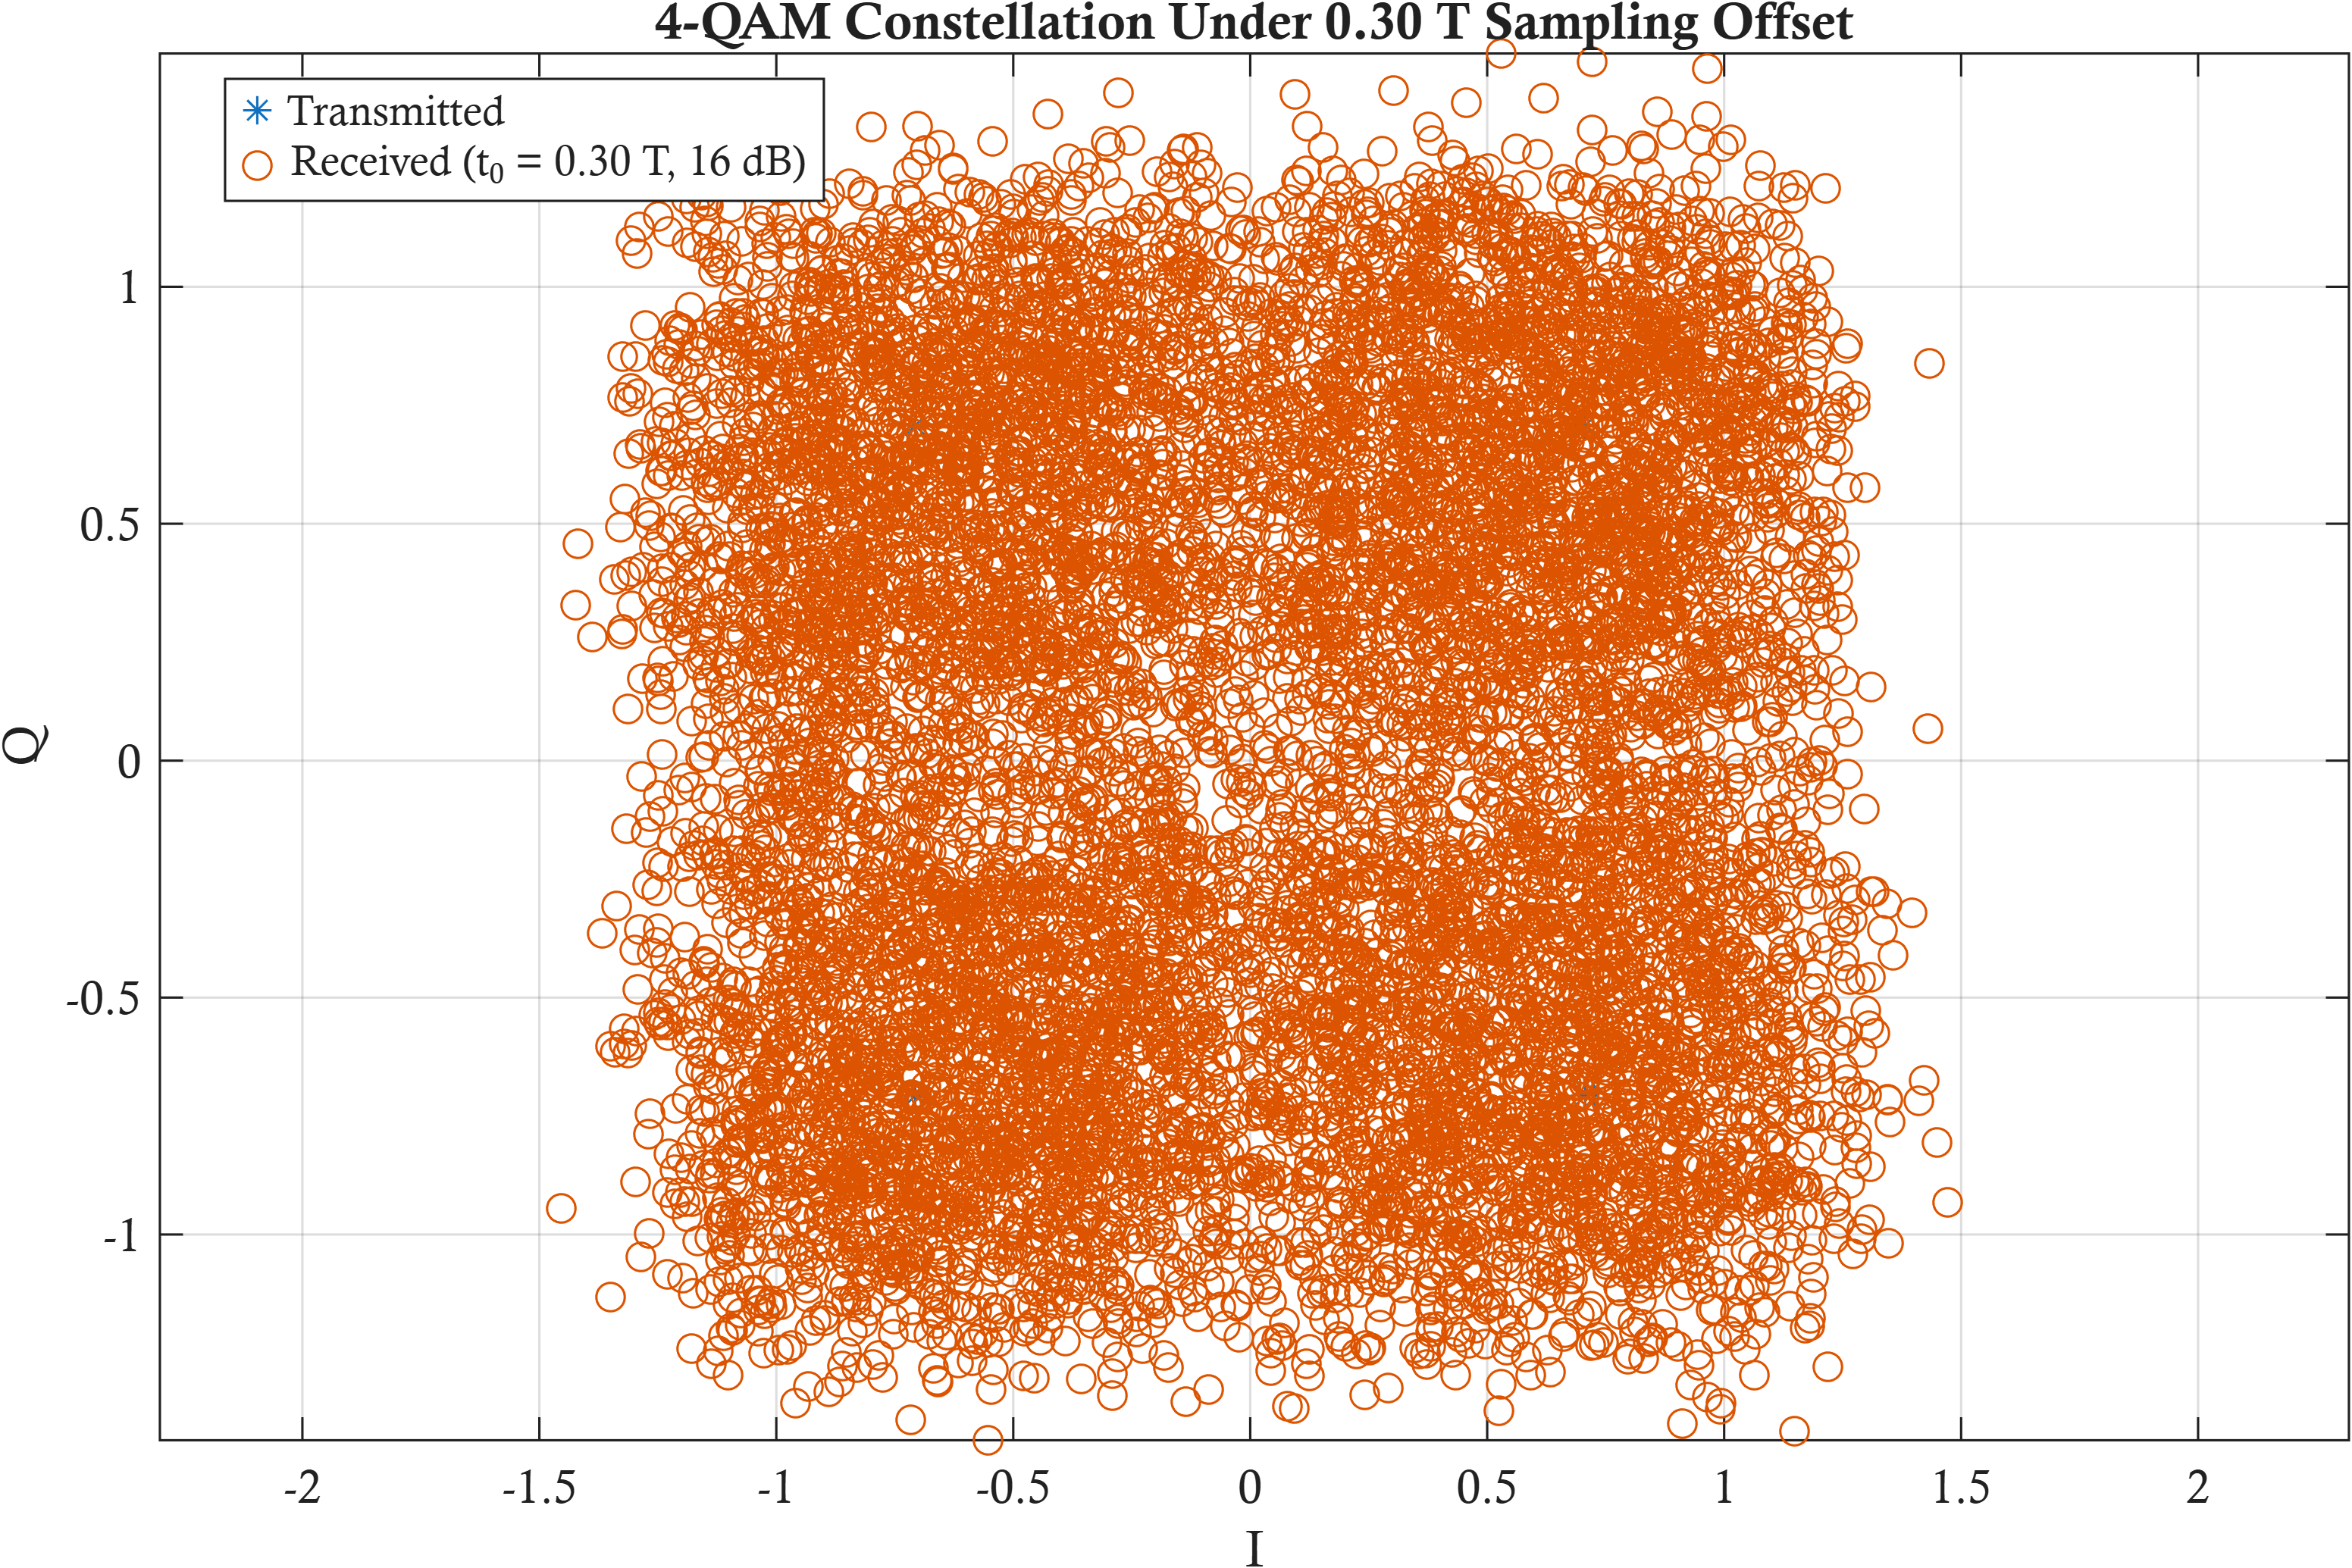 4-QAM Constellation Under 0.30 T Sampling Offset
Transmitted
Received (t₀ = 0.30 T, 16 dB)
1
0.5
0
-0.5
-1
Q
-2 -1.5 -1 -0.5 0 0.5 1 1.5 2
I